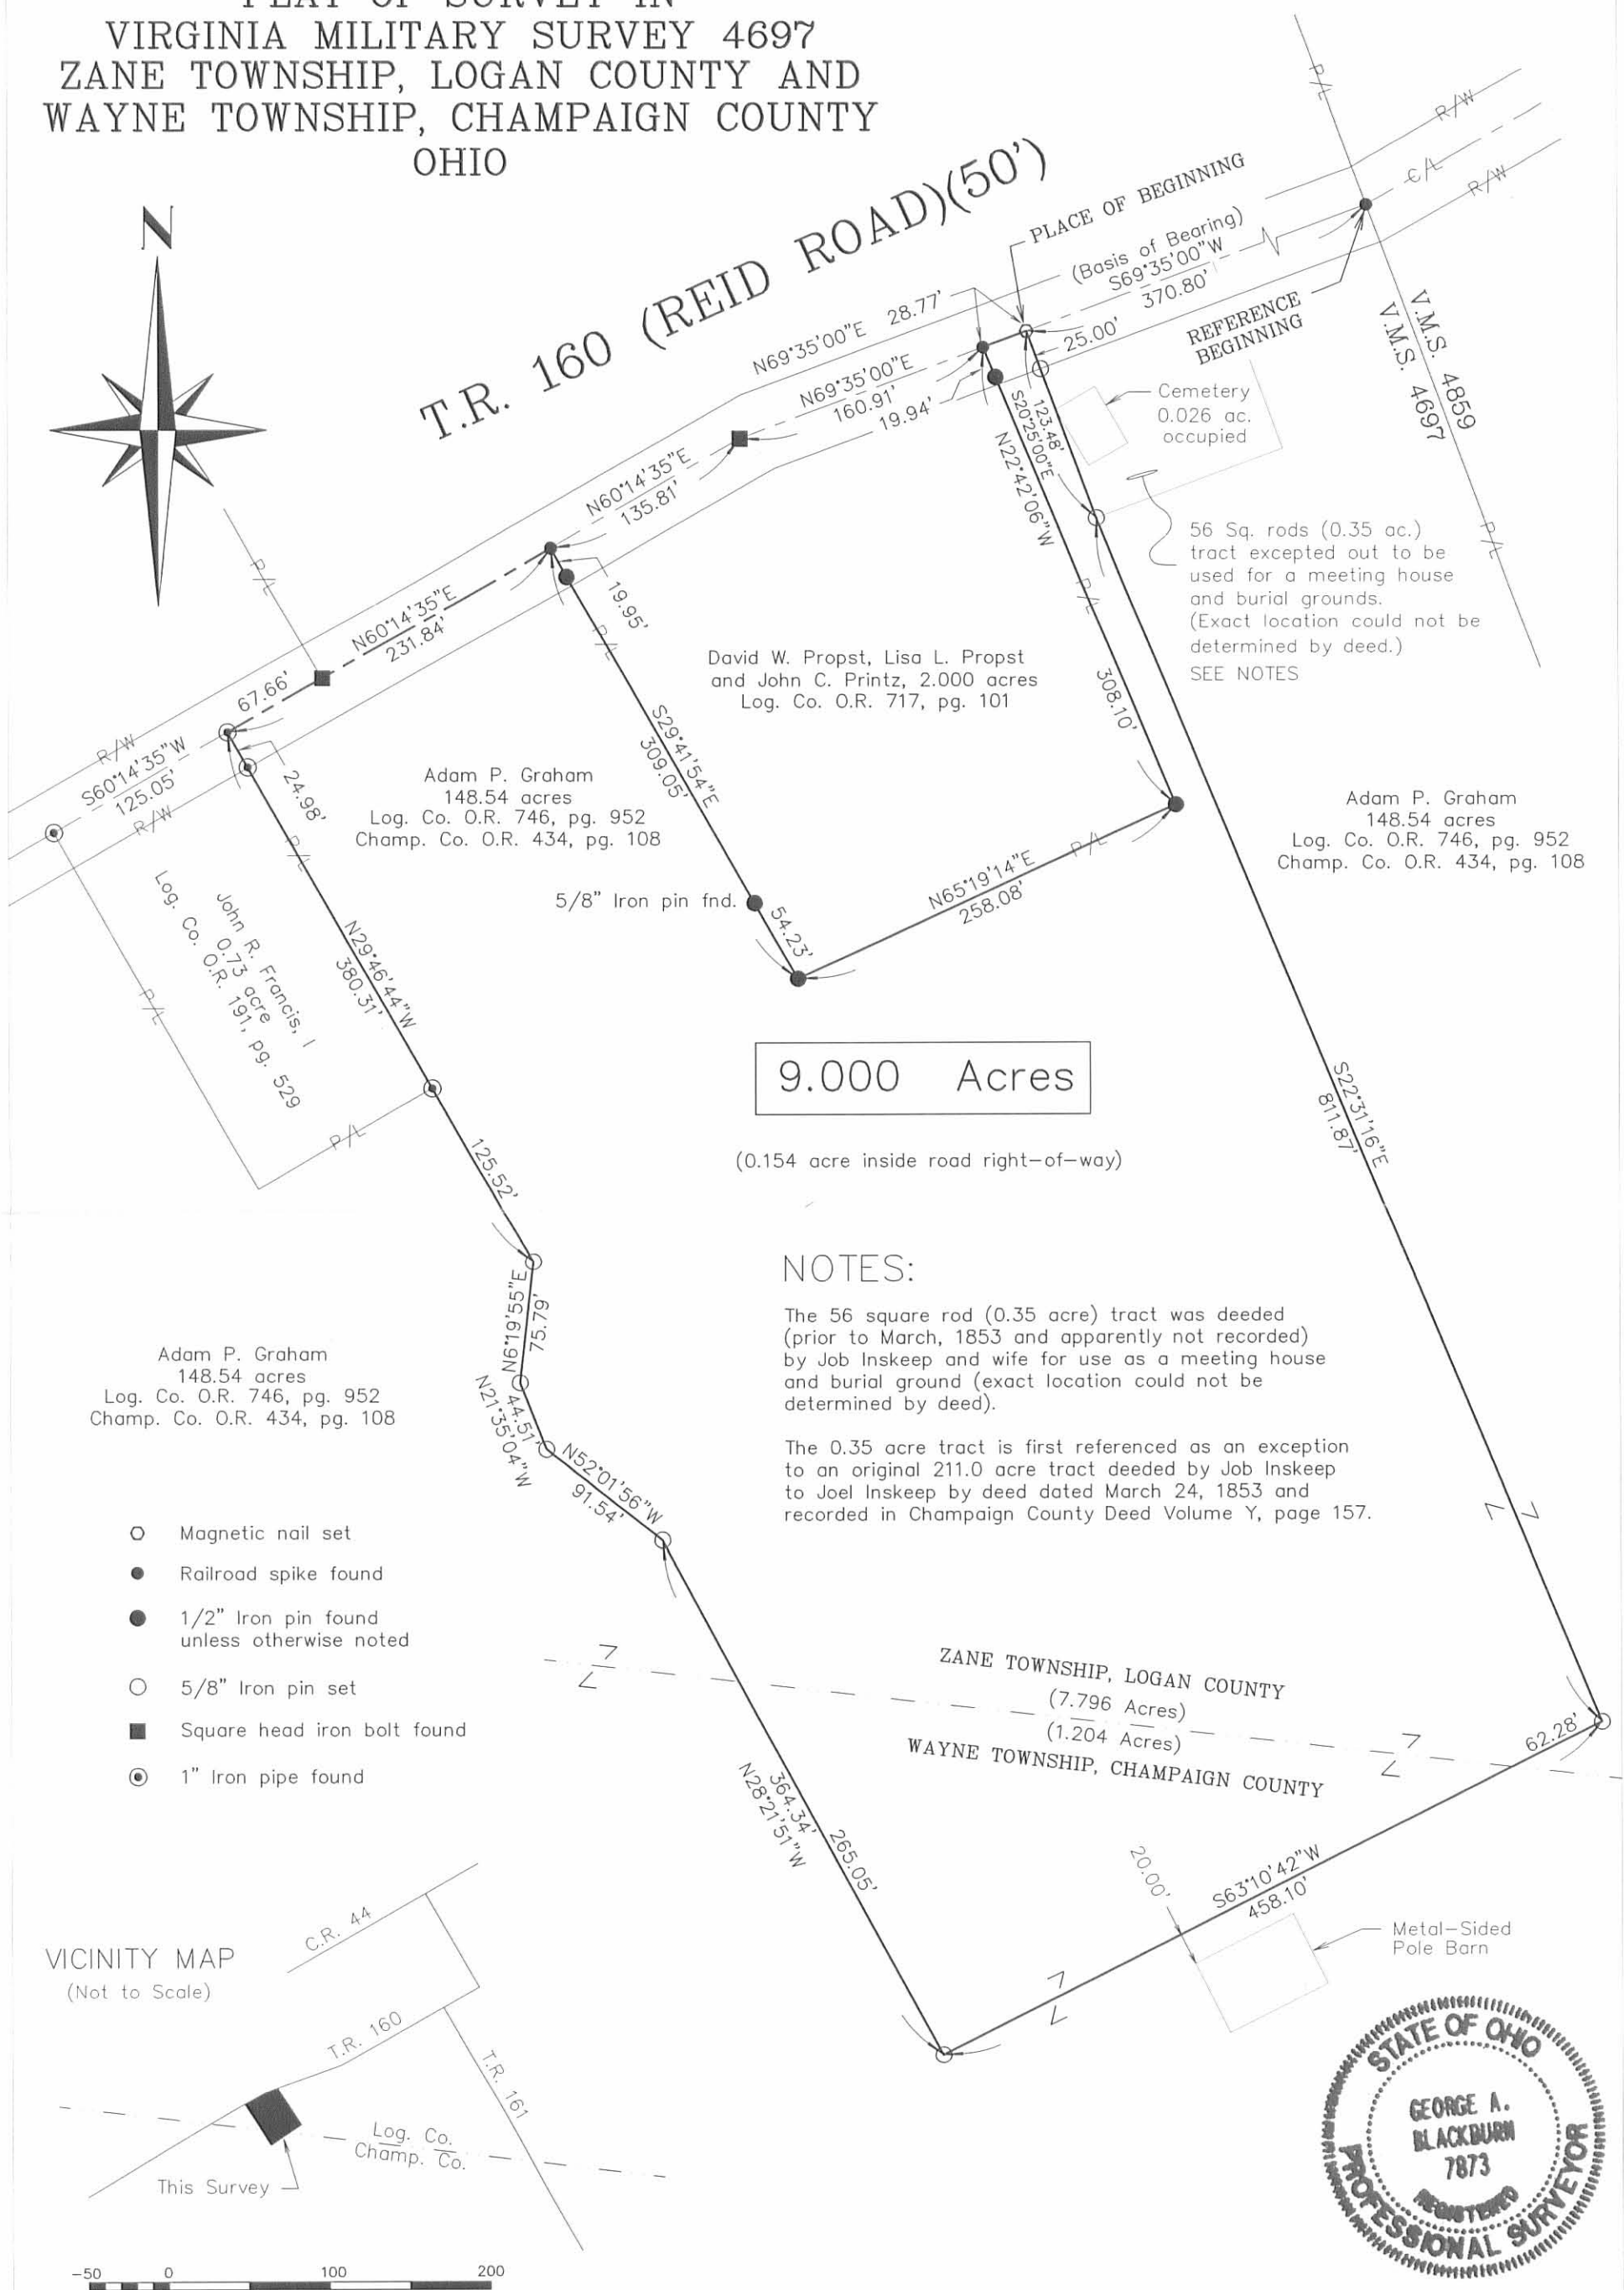 PLAT OF SURVEY IN
VIRGINIA MILITARY SURVEY 4697
ZANE TOWNSHIP, LOGAN COUNTY AND
WAYNE TOWNSHIP, CHAMPAIGN COUNTY
OHIO
N
T.R. 160 (REID ROAD)(50')
PLACE OF BEGINNING
(Basis of Bearing)
S69°35'00"W
370.80'
P/L
R/W
C/L
R/W
REFERENCE
BEGINNING
V.M.S. 4859
V.M.S. 4697
P/L
N69°35'00"E 28.77'
25.00'
N69°35'00"E
160.91'
19.94'
Cemetery
0.026 ac.
occupied
123.48'
S20°25'00"E
N22°42'06"W
P/L
308.10'
56 Sq. rods (0.35 ac.)
tract excepted out to be
used for a meeting house
and burial grounds.
(Exact location could not be
determined by deed.)
SEE NOTES
N60°14'35"E
135.81'
19.95'
P/L
N60°14'35"E
231.84'
P/L
67.66'
R/W
S60°14'35"W
125.05'
R/W
24.98'
P/L
David W. Propst, Lisa L. Propst
and John C. Printz, 2.000 acres
Log. Co. O.R. 717, pg. 101
S29°41'54"E
309.05'
Adam P. Graham
148.54 acres
Log. Co. O.R. 746, pg. 952
Champ. Co. O.R. 434, pg. 108
Adam P. Graham
148.54 acres
Log. Co. O.R. 746, pg. 952
Champ. Co. O.R. 434, pg. 108
5/8" Iron pin fnd.
54.23'
N65°19'14"E
258.08'
P/L
John R. Francis, I
0.73 acre
Log. Co. O.R. 191, pg. 529
P/L
P/L
N29°46'44"W
380.31'
125.52'
9.000 Acres
(0.154 acre inside road right-of-way)
S22°31'16"E
811.87'
N6°19'55"E
75.79'
44.51'
N21°35'04"W
N52°01'56"W
91.54'
Adam P. Graham
148.54 acres
Log. Co. O.R. 746, pg. 952
Champ. Co. O.R. 434, pg. 108
NOTES:
The 56 square rod (0.35 acre) tract was deeded
(prior to March, 1853 and apparently not recorded)
by Job Inskeep and wife for use as a meeting house
and burial ground (exact location could not be
determined by deed).
The 0.35 acre tract is first referenced as an exception
to an original 211.0 acre tract deeded by Job Inskeep
to Joel Inskeep by deed dated March 24, 1853 and
recorded in Champaign County Deed Volume Y, page 157.
Magnetic nail set
Railroad spike found
1/2" Iron pin found
unless otherwise noted
5/8" Iron pin set
Square head iron bolt found
1" Iron pipe found
ZANE TOWNSHIP, LOGAN COUNTY
(7.796 Acres)
(1.204 Acres)
WAYNE TOWNSHIP, CHAMPAIGN COUNTY
62.28'
364.34'
N28°21'51"W
265.05'
20.00'
S63°10'42"W
458.10'
Metal-Sided
Pole Barn
VICINITY MAP
(Not to Scale)
C.R. 44
T.R. 160
T.R. 161
Log. Co.
Champ. Co.
This Survey
STATE OF OHIO
GEORGE A.
BLACKBURN
7873
REGISTERED
PROFESSIONAL SURVEYOR
-50 0 100 200